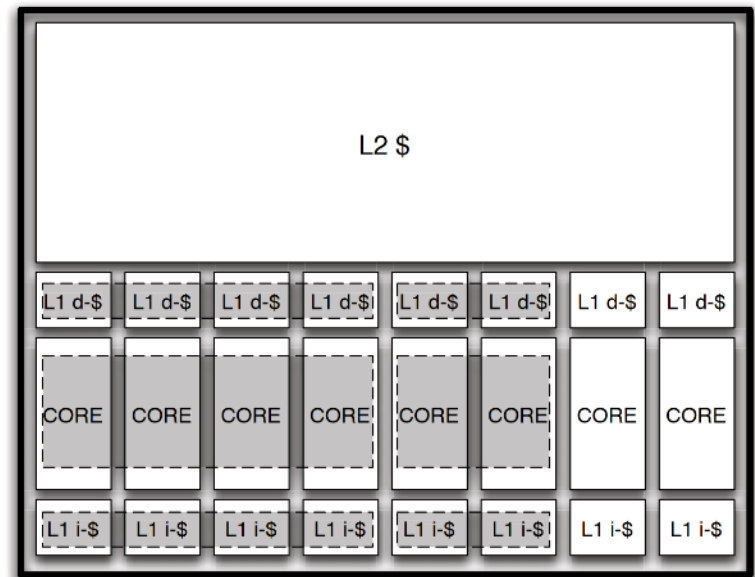 L2 $
L1 d-$ L1 d-$ L1 d-$ L1 d-$ L1 d-$ L1 d-$ L1 d-$ L1 d-$
CORE CORE CORE CORE CORE CORE CORE CORE
L1 i-$ L1 i-$ L1 i-$ L1 i-$ L1 i-$ L1 i-$ L1 i-$ L1 i-$